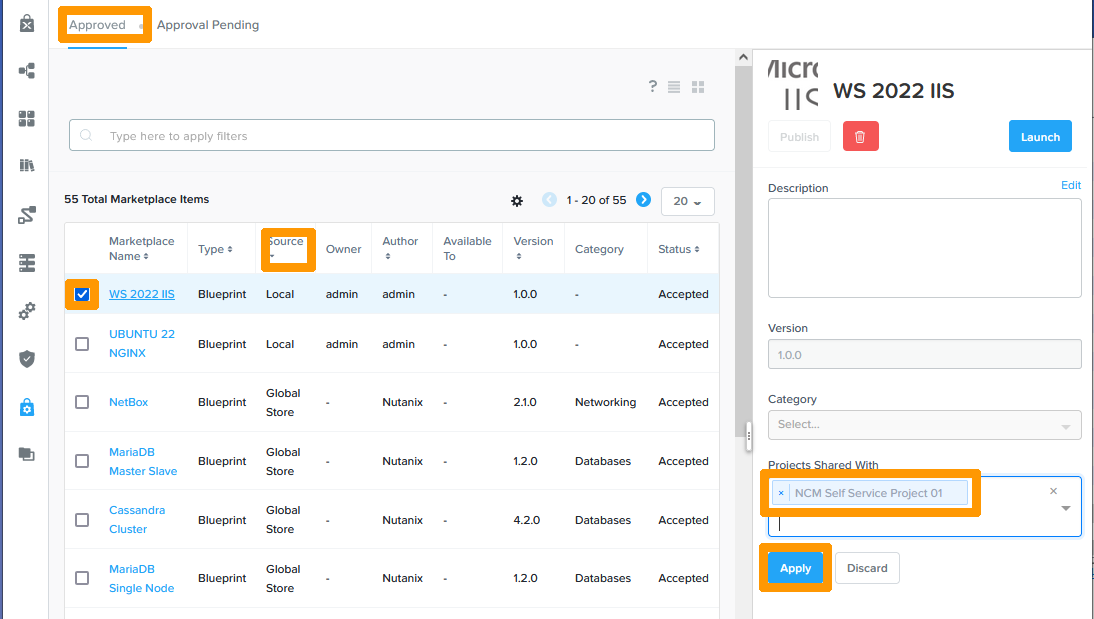 Approved
Approval Pending
Micro
IIS
WS 2022 IIS
?
Type here to apply filters
Publish
Launch
55 Total Marketplace Items
1 - 20 of 55
20
Marketplace Name
Type
Source
Owner
Author
Available To
Version
Category
Status
WS 2022 IIS Blueprint Local admin admin - 1.0.0 - Accepted
UBUNTU 22 NGINX Blueprint Local admin admin - 1.0.0 - Accepted
NetBox Blueprint Global Store - Nutanix - 2.1.0 Networking Accepted
MariaDB Master Slave Blueprint Global Store - Nutanix - 1.2.0 Databases Accepted
Cassandra Cluster Blueprint Global Store - Nutanix - 4.2.0 Databases Accepted
MariaDB Single Node Blueprint Global Store - Nutanix - 1.2.0 Databases Accepted
Description
Edit
Version
1.0.0
Category
Select...
Projects Shared With
× NCM Self Service Project 01
×
Apply
Discard